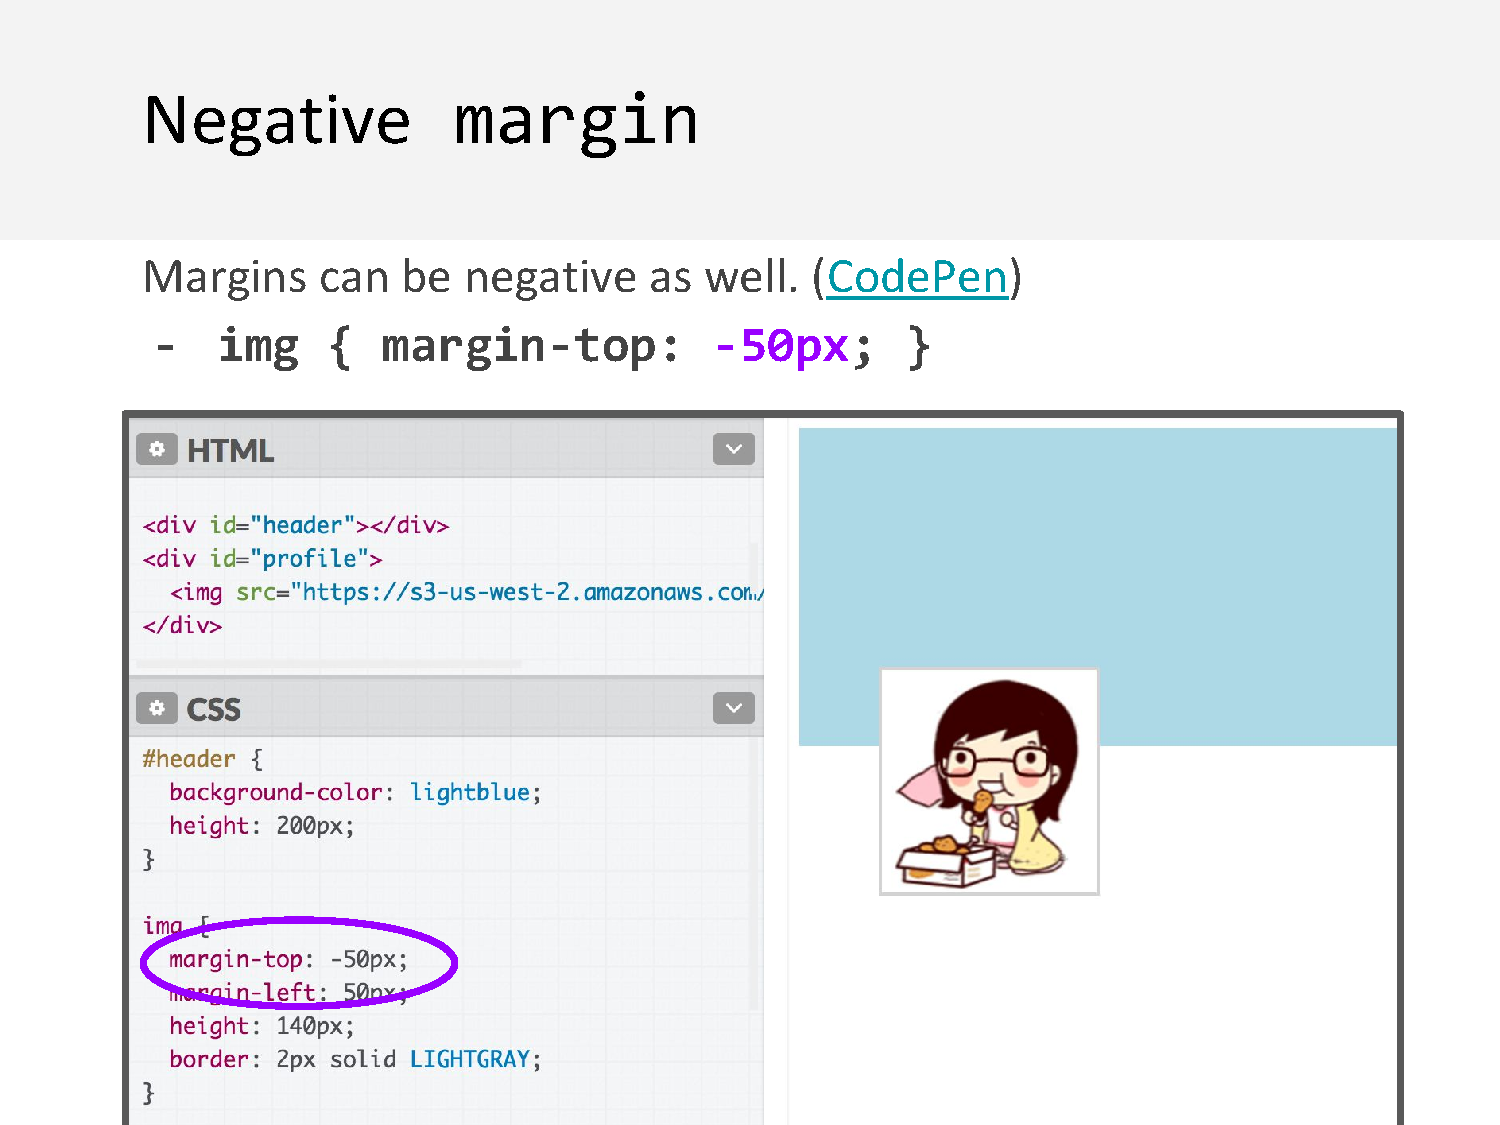 Negative margin
Margins can be negative as well. (CodePen)
- img { margin-top: -50px; }
HTML
<div id="header"></div>
<div id="profile">
<img src="https://s3-us-west-2.amazonaws.com/
</div>
CSS
#header {
background-color: lightblue;
height: 200px;
}
img {
margin-top: -50px;
margin-left: 50px;
height: 140px;
border: 2px solid LIGHTGRAY;
}